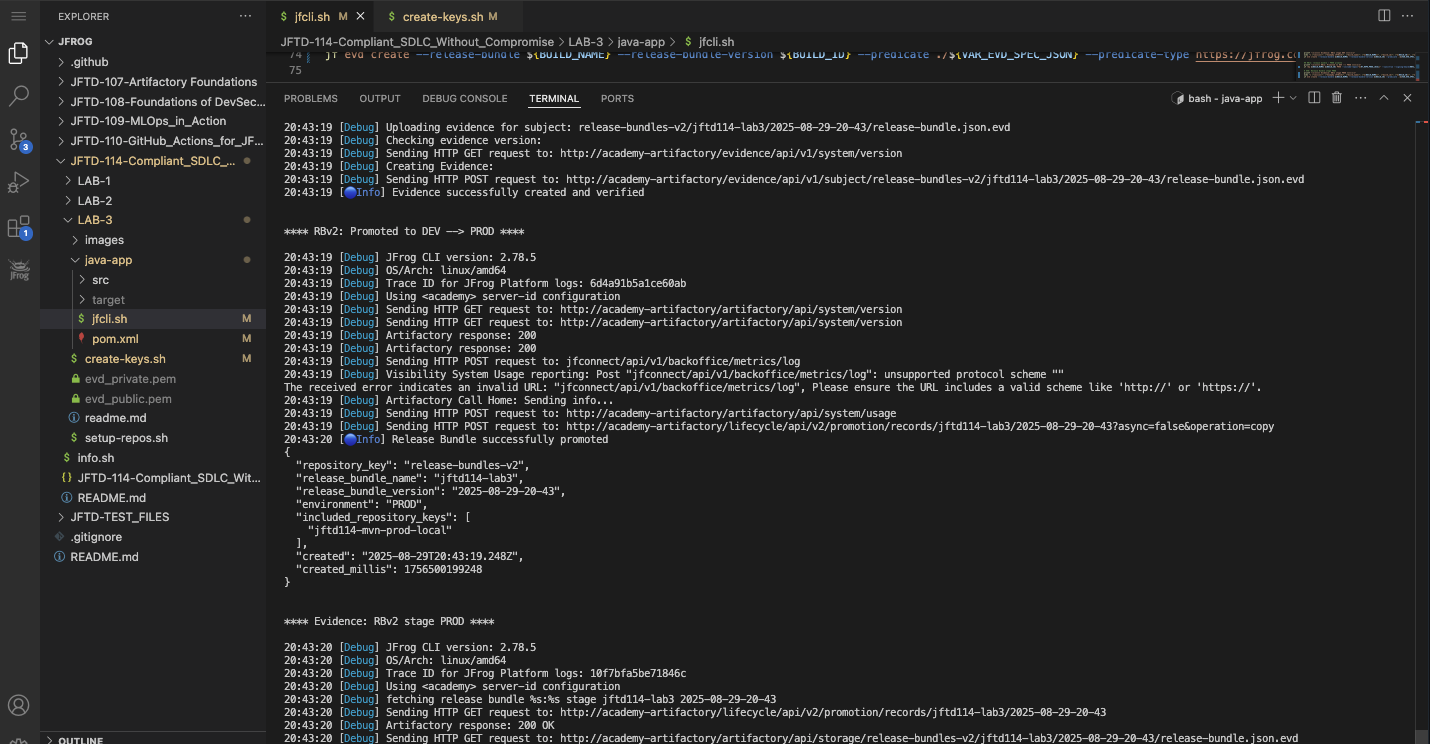 EXPLORER
JFROG
.github
JFTD-107-Artifactory Foundations
JFTD-108-Foundations of DevSec...
JFTD-109-MLOps_in_Action
JFTD-110-GitHub_Actions_for_JF...
JFTD-114-Compliant_SDLC_...
LAB-1
LAB-2
LAB-3
images
java-app
src
target
jfcli.sh M
pom.xml M
create-keys.sh M
evd_private.pem
evd_public.pem
readme.md
setup-repos.sh
info.sh
JFTD-114-Compliant_SDLC_Wit...
README.md
JFTD-TEST_FILES
.gitignore
README.md
OUTLINE
3
1
JFrog
$ jfcli.sh M
$ create-keys.sh M
JFTD-114-Compliant_SDLC_Without_Compromise > LAB-3 > java-app > $ jfcli.sh
74 jf evd create --release-bundle ${BUILD_NAME} --release-bundle-version ${BUILD_ID} --predicate ./${VAR_EVD_SPEC_JSON} --predicate-type https://jfrog.c
75
PROBLEMS OUTPUT DEBUG CONSOLE TERMINAL PORTS
bash - java-app
20:43:19 [Debug] Uploading evidence for subject: release-bundles-v2/jftd114-lab3/2025-08-29-20-43/release-bundle.json.evd
20:43:19 [Debug] Checking evidence version:
20:43:19 [Debug] Sending HTTP GET request to: http://academy-artifactory/evidence/api/v1/system/version
20:43:19 [Debug] Creating Evidence:
20:43:19 [Debug] Sending HTTP POST request to: http://academy-artifactory/evidence/api/v1/subject/release-bundles-v2/jftd114-lab3/2025-08-29-20-43/release-bundle.json.evd
20:43:19 [🔵Info] Evidence successfully created and verified
**** RBv2: Promoted to DEV --> PROD ****
20:43:19 [Debug] JFrog CLI version: 2.78.5
20:43:19 [Debug] OS/Arch: linux/amd64
20:43:19 [Debug] Trace ID for JFrog Platform logs: 6d4a91b5a1ce60ab
20:43:19 [Debug] Using <academy> server-id configuration
20:43:19 [Debug] Sending HTTP GET request to: http://academy-artifactory/artifactory/api/system/version
20:43:19 [Debug] Sending HTTP GET request to: http://academy-artifactory/artifactory/api/system/version
20:43:19 [Debug] Artifactory response: 200
20:43:19 [Debug] Artifactory response: 200
20:43:19 [Debug] Sending HTTP POST request to: jfconnect/api/v1/backoffice/metrics/log
20:43:19 [Debug] Visibility System Usage reporting: Post "jfconnect/api/v1/backoffice/metrics/log": unsupported protocol scheme ""
The received error indicates an invalid URL: "jfconnect/api/v1/backoffice/metrics/log", Please ensure the URL includes a valid scheme like 'http://' or 'https://'.
20:43:19 [Debug] Artifactory Call Home: Sending info...
20:43:19 [Debug] Sending HTTP POST request to: http://academy-artifactory/artifactory/api/system/usage
20:43:19 [Debug] Sending HTTP POST request to: http://academy-artifactory/lifecycle/api/v2/promotion/records/jftd114-lab3/2025-08-29-20-43?async=false&operation=copy
20:43:20 [🔵Info] Release Bundle successfully promoted
{
"repository_key": "release-bundles-v2",
"release_bundle_name": "jftd114-lab3",
"release_bundle_version": "2025-08-29-20-43",
"environment": "PROD",
"included_repository_keys": [
"jftd114-mvn-prod-local"
],
"created": "2025-08-29T20:43:19.248Z",
"created_millis": 1756500199248
}
**** Evidence: RBv2 stage PROD ****
20:43:20 [Debug] JFrog CLI version: 2.78.5
20:43:20 [Debug] OS/Arch: linux/amd64
20:43:20 [Debug] Trace ID for JFrog Platform logs: 10f7bfa5be71846c
20:43:20 [Debug] Using <academy> server-id configuration
20:43:20 [Debug] fetching release bundle %s:%s stage jftd114-lab3 2025-08-29-20-43
20:43:20 [Debug] Sending HTTP GET request to: http://academy-artifactory/lifecycle/api/v2/promotion/records/jftd114-lab3/2025-08-29-20-43
20:43:20 [Debug] Artifactory response: 200 OK
20:43:20 [Debug] Sending HTTP GET request to: http://academy-artifactory/artifactory/api/storage/release-bundles-v2/jftd114-lab3/2025-08-29-20-43/release-bundle.json.evd